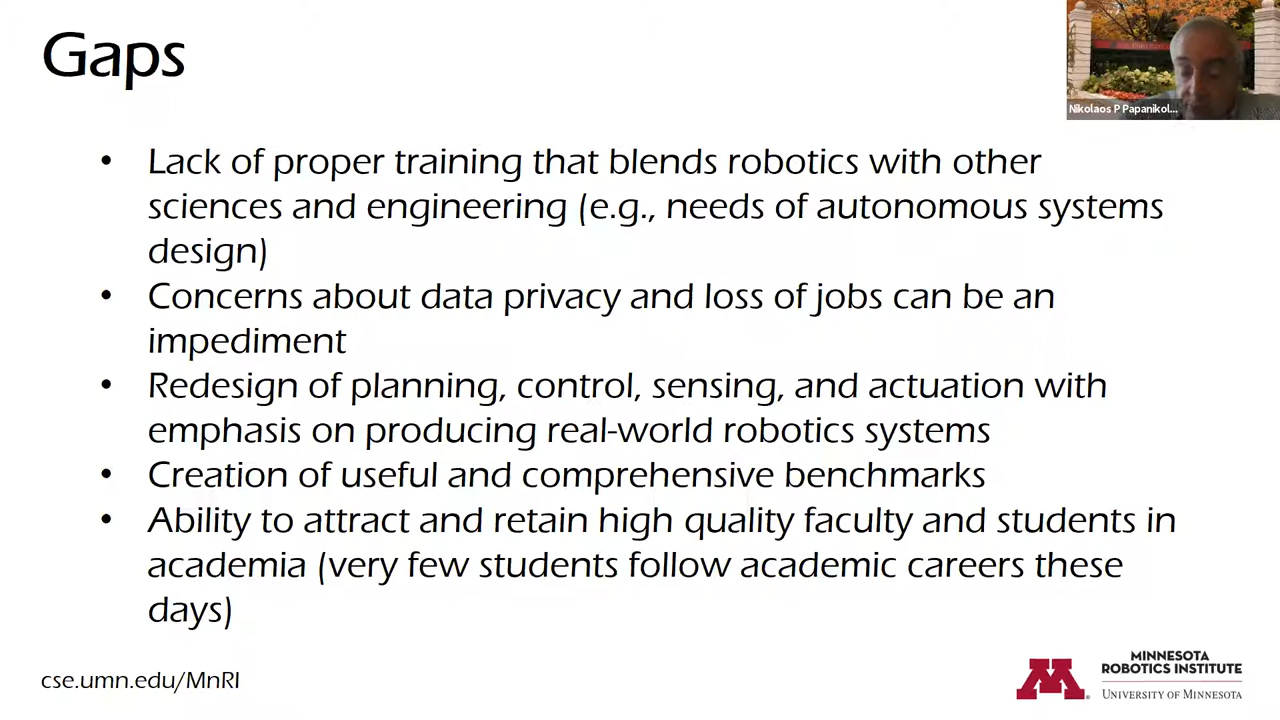 Gaps
Nikolaos P Papanikol...
• Lack of proper training that blends robotics with other
sciences and engineering (e.g., needs of autonomous systems
design)
• Concerns about data privacy and loss of jobs can be an
impediment
• Redesign of planning, control, sensing, and actuation with
emphasis on producing real-world robotics systems
• Creation of useful and comprehensive benchmarks
• Ability to attract and retain high quality faculty and students in
academia (very few students follow academic careers these
days)
cse.umn.edu/MnRI
M®
MINNESOTA
ROBOTICS INSTITUTE
UNIVERSITY OF MINNESOTA